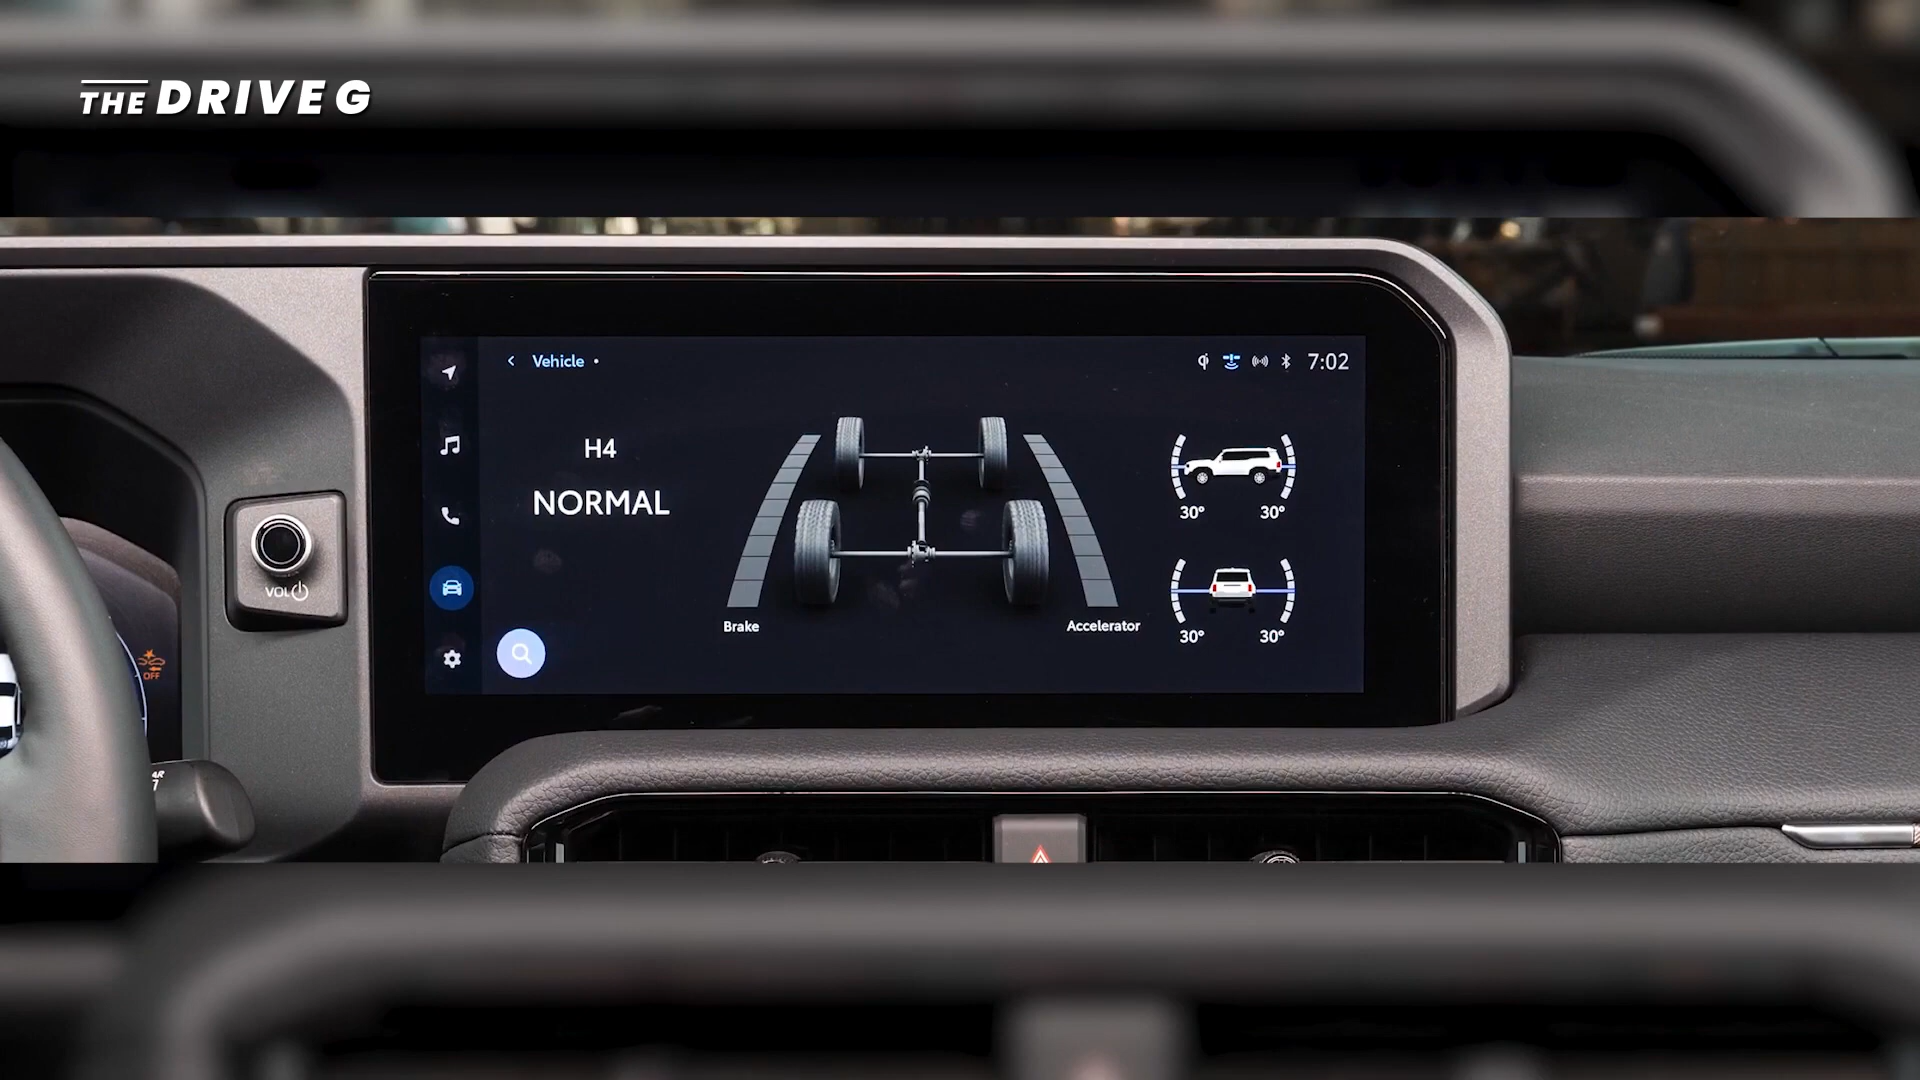 THE DRIVE G
Vehicle
7:02
H4
NORMAL
30° 30°
30° 30°
Brake
Accelerator
VOL
OFF